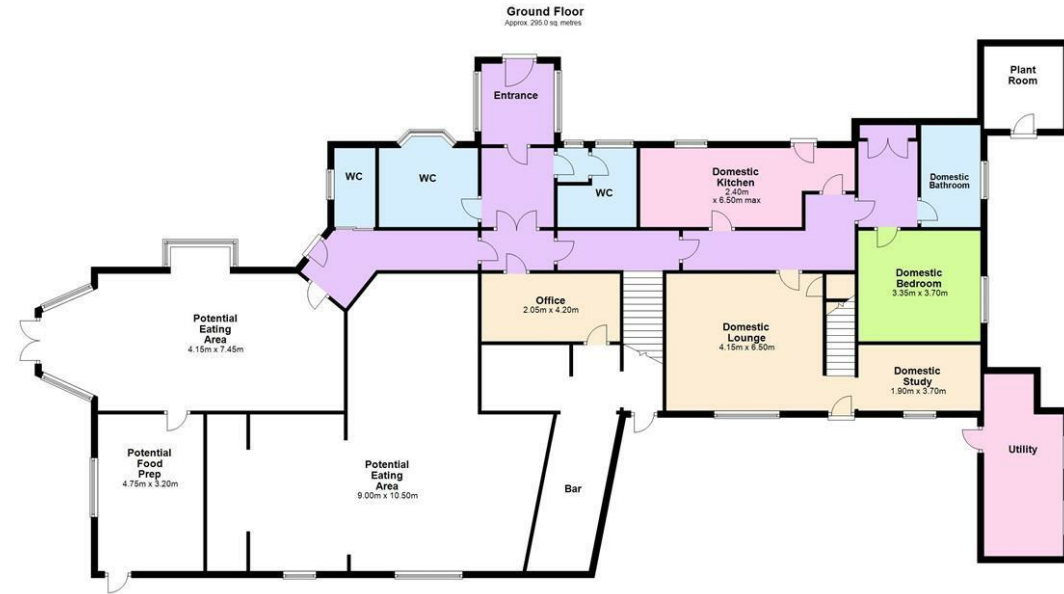 Ground Floor
Approx. 295.0 sq. metres
Plant
Room
Entrance
WC
WC
WC
Domestic
Kitchen
2.40m
x 6.50m max
Domestic
Bathroom
Domestic
Bedroom
3.35m x 3.70m
Office
2.05m x 4.20m
Potential
Eating
Area
4.15m x 7.45m
Domestic
Lounge
4.15m x 6.50m
Domestic
Study
1.90m x 3.70m
Potential
Food
Prep
4.75m x 3.20m
Potential
Eating
Area
9.00m x 10.50m
Bar
Utility